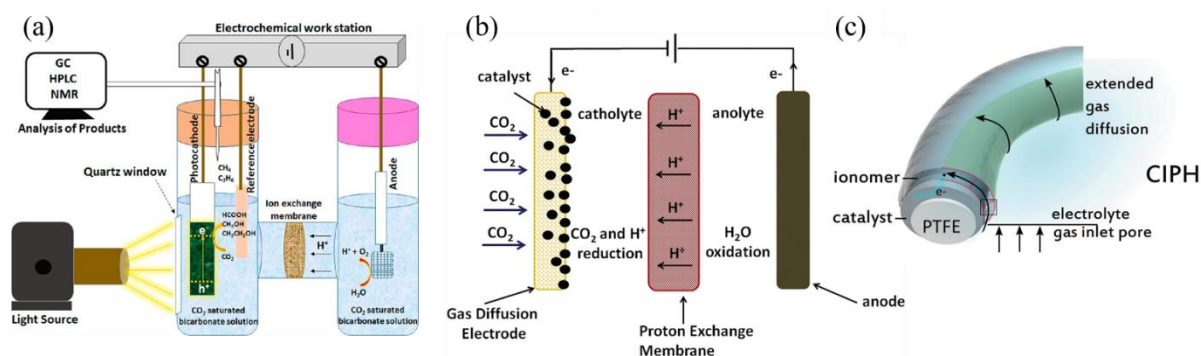 (a)
Electrochemical work station
GC
HPLC
NMR
Analysis of Products
Photocathode
Reference electrode
Anode
CH₄
C₂H₆
Quartz window
Ion exchange
membrane
HCOOH
CH₃OH
CH₃CH₂OH
e⁻
CO₂
h⁺
H⁺
H⁺ + O₂
H₂O
Light Source
CO₂ saturated
bicarbonate solution
CO₂ saturated
bicarbonate solution
(b)
e-
e-
catalyst
catholyte
H⁺
anolyte
CO₂
CO₂
H⁺
CO₂
H⁺
CO₂
CO₂ and H⁺
reduction
H⁺
H₂O
oxidation
Gas Diffusion
Electrode
Proton Exchange
Membrane
anode
(c)
extended
gas
diffusion
ionomer
e-
catalyst
PTFE
CIPH
electrolyte
gas inlet pore